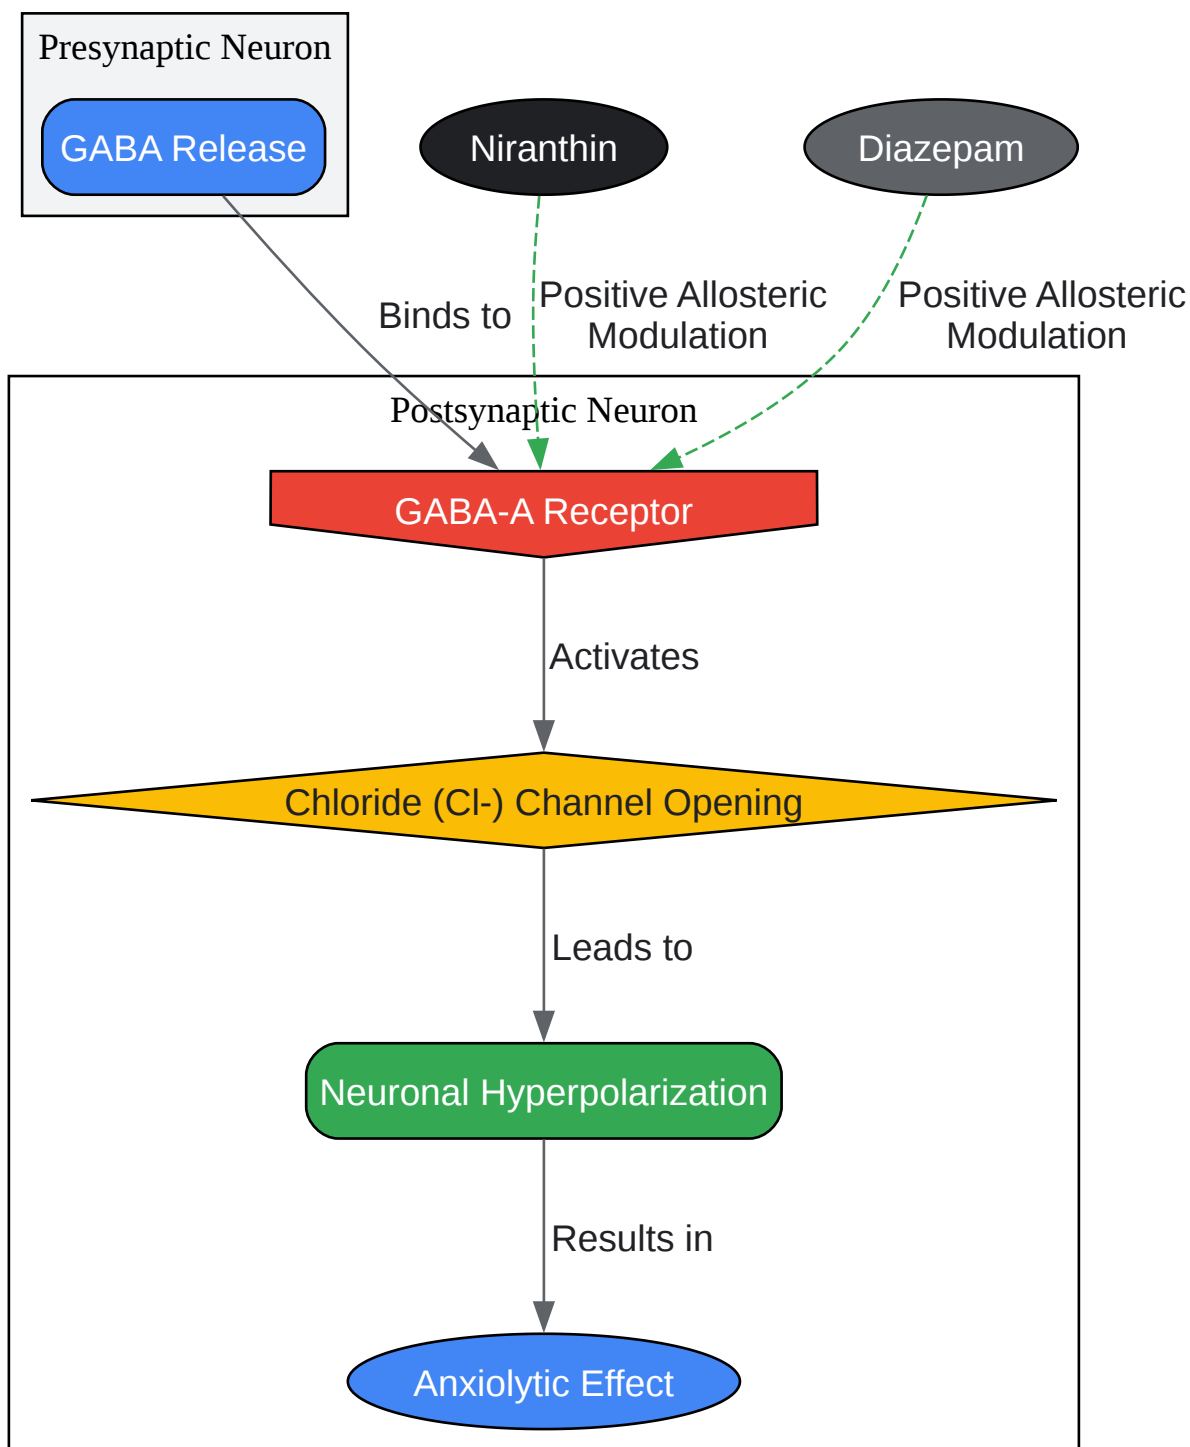 Presynaptic Neuron
GABA Release
Niranthin
Diazepam
Binds to
Positive Allosteric
Modulation
Positive Allosteric
Modulation
Postsynaptic Neuron
GABA-A Receptor
Activates
Chloride (Cl-) Channel Opening
Leads to
Neuronal Hyperpolarization
Results in
Anxiolytic Effect